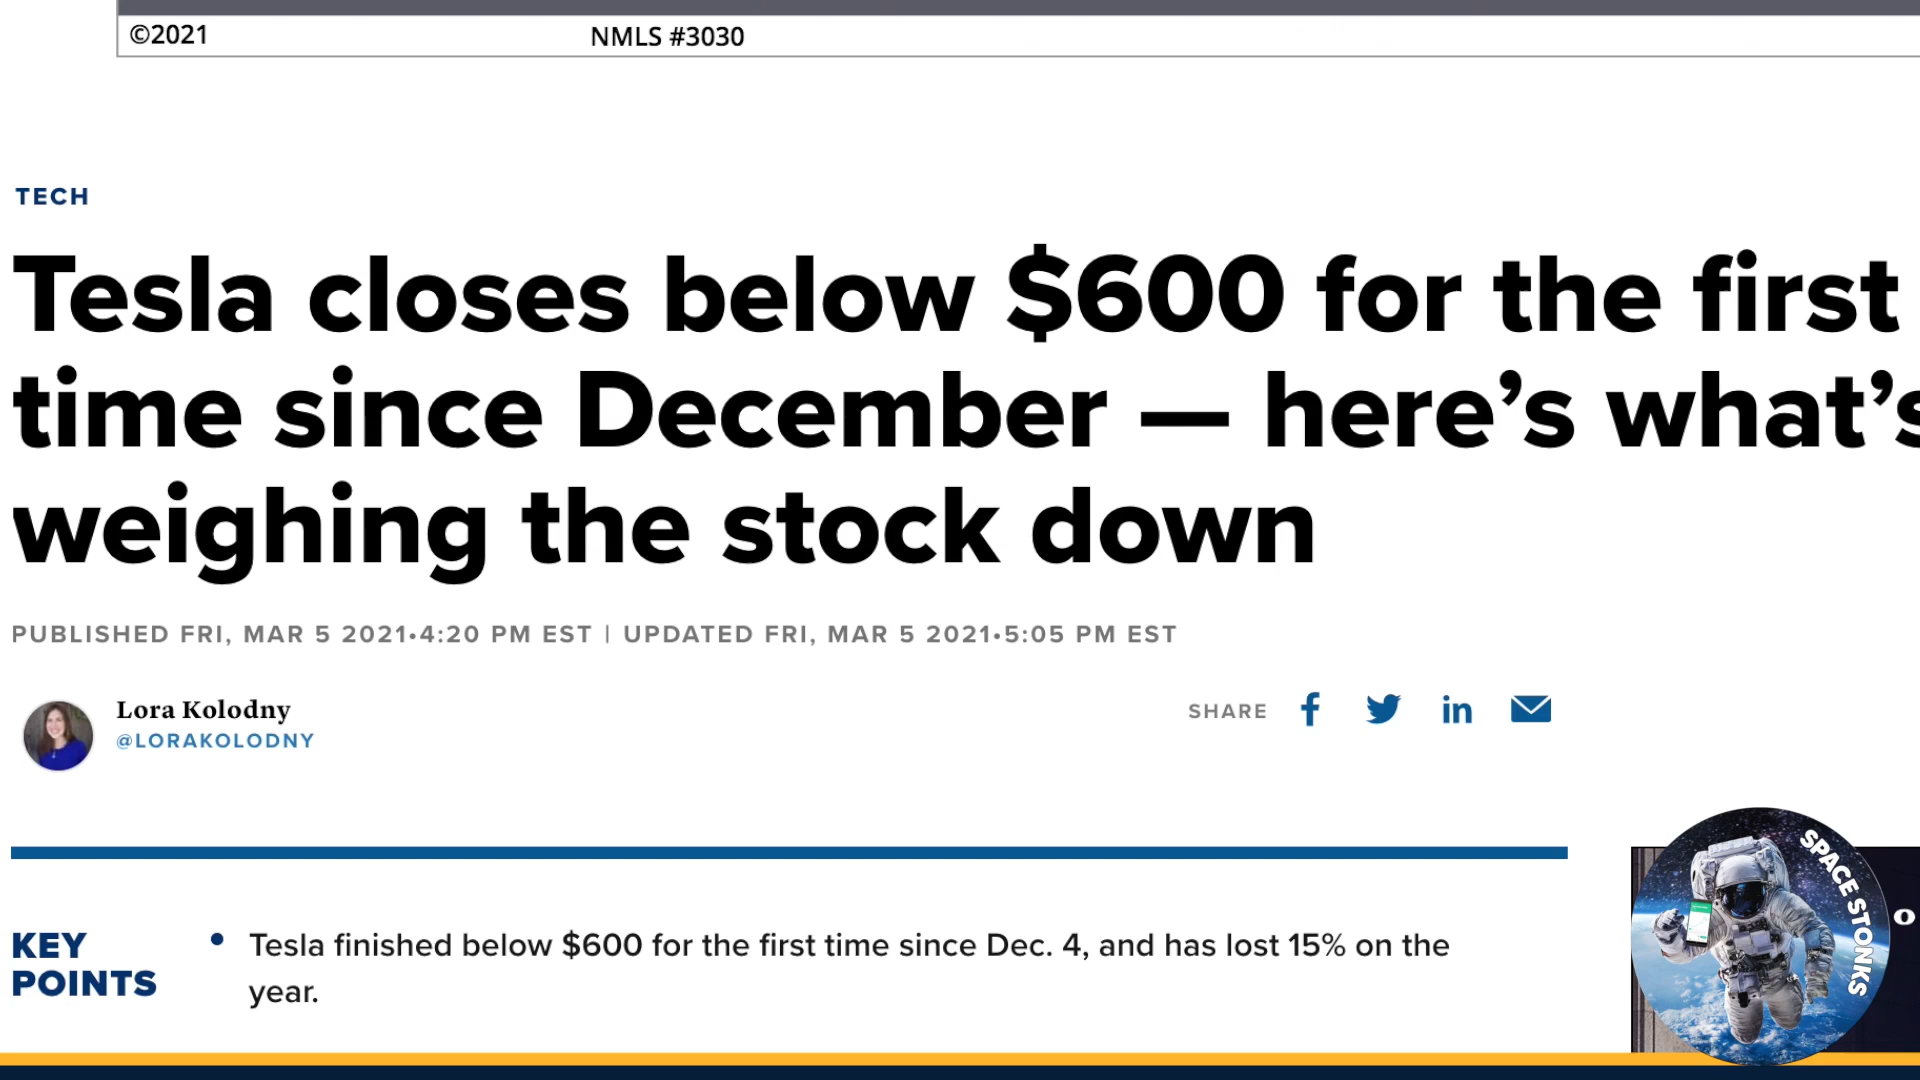 ©2021 NMLS #3030
TECH
Tesla closes below $600 for the first
time since December — here’s what’s
weighing the stock down
PUBLISHED FRI, MAR 5 2021•4:20 PM EST | UPDATED FRI, MAR 5 2021•5:05 PM EST
Lora Kolodny
@LORAKOLODNY
SHARE
KEY
POINTS
• Tesla finished below $600 for the first time since Dec. 4, and has lost 15% on the
year.
SPACE STONKS